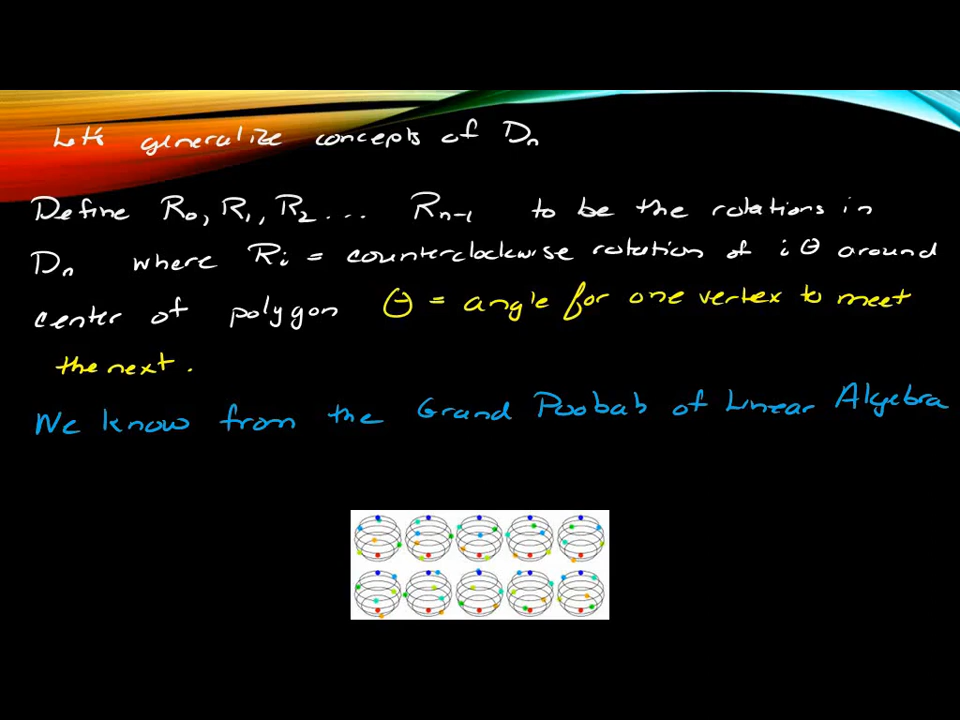 Let's generalize concepts of Dn
Define R0, R1, R2 ... Rn-1 to be the rotations in
Dn where Ri = counterclockwise rotation of i θ around
center of polygon θ = angle for one vertex to meet
the next.
We know from the Grand Poobah of Linear Algebra